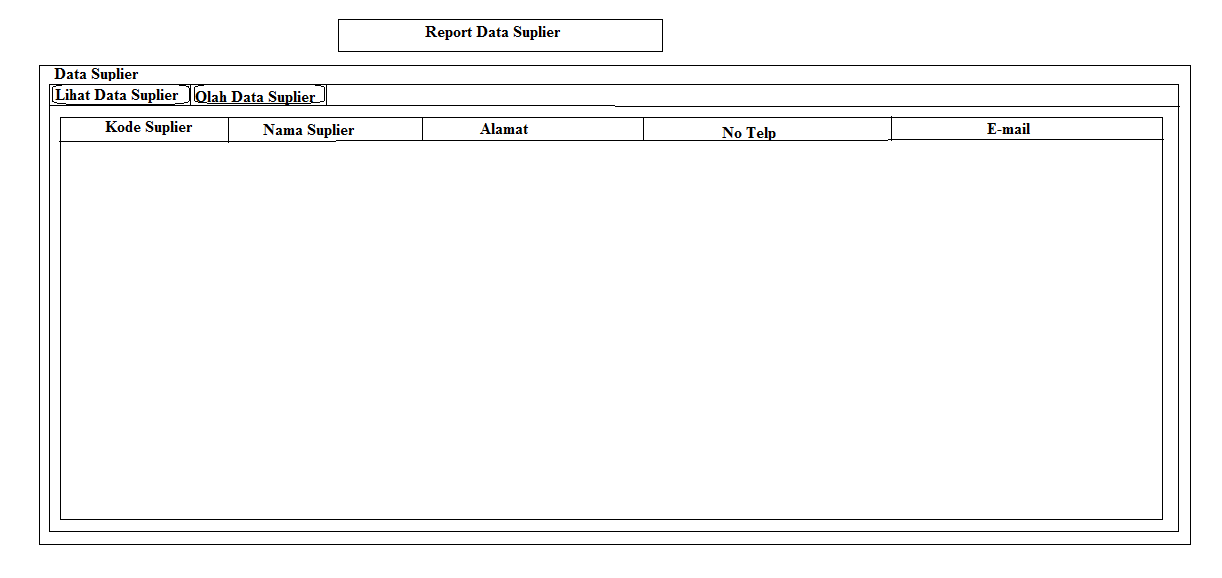 Report Data Suplier
Data Suplier
Lihat Data Suplier Olah Data Suplier
Kode Suplier Nama Suplier Alamat No Telp E-mail